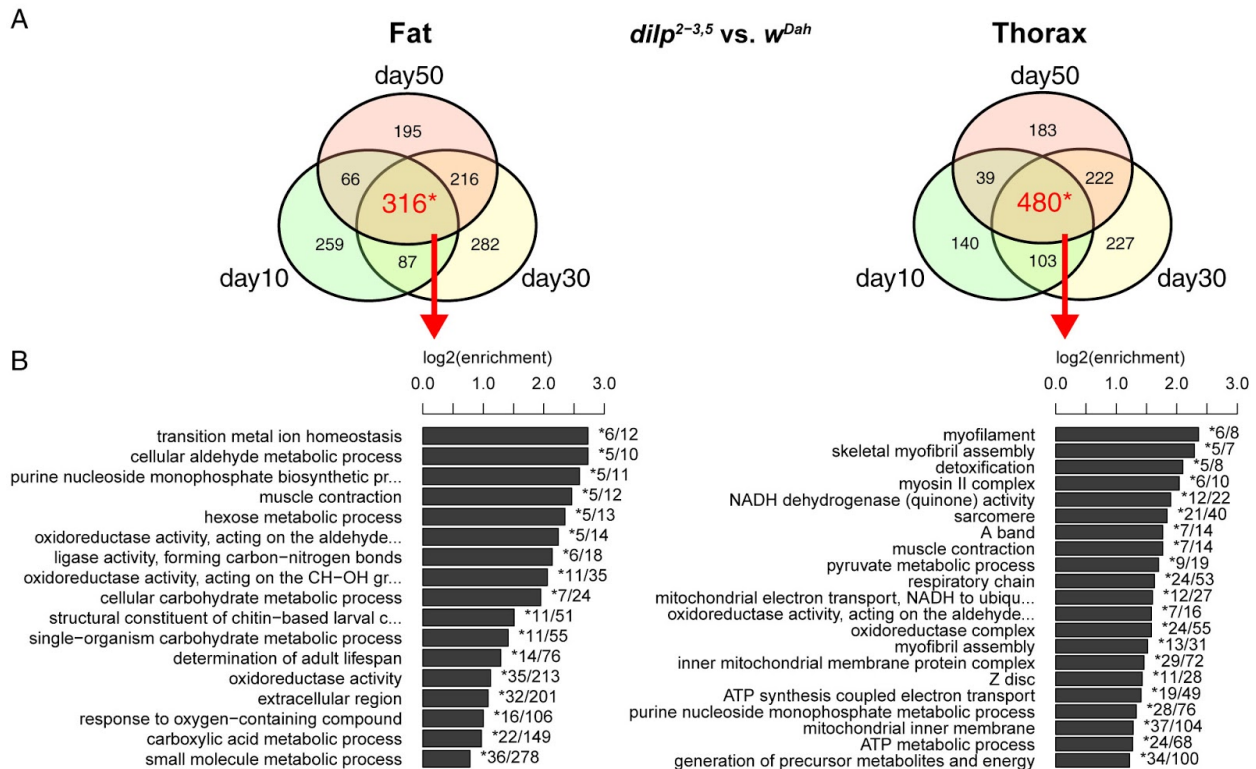 A
Fat
dilp2−3,5 vs. wDah
Thorax
day50
195
66
216
316*
259
87
282
day10
day30
day50
183
39
222
480*
140
103
227
day10
day30
B
log2(enrichment)
0.0 1.0 2.0 3.0
transition metal ion homeostasis *6/12
cellular aldehyde metabolic process *5/10
purine nucleoside monophosphate biosynthetic pr... *5/11
muscle contraction *5/12
hexose metabolic process *5/13
oxidoreductase activity, acting on the aldehyde... *5/14
ligase activity, forming carbon−nitrogen bonds *6/18
oxidoreductase activity, acting on the CH−OH gr... *11/35
cellular carbohydrate metabolic process *7/24
structural constituent of chitin−based larval c... *11/51
single−organism carbohydrate metabolic process *11/55
determination of adult lifespan *14/76
oxidoreductase activity *35/213
extracellular region *32/201
response to oxygen−containing compound *16/106
carboxylic acid metabolic process *22/149
small molecule metabolic process *36/278
log2(enrichment)
0.0 1.0 2.0 3.0
myofilament *6/8
skeletal myofibril assembly *5/7
detoxification *5/8
myosin II complex *6/10
NADH dehydrogenase (quinone) activity *12/22
sarcomere *21/40
A band *7/14
muscle contraction *7/14
pyruvate metabolic process *9/19
respiratory chain *24/53
mitochondrial electron transport, NADH to ubiqu... *12/27
oxidoreductase activity, acting on the aldehyde... *7/16
oxidoreductase complex *24/55
myofibril assembly *13/31
inner mitochondrial membrane protein complex *29/72
Z disc *11/28
ATP synthesis coupled electron transport *19/49
purine nucleoside monophosphate metabolic process *28/76
mitochondrial inner membrane *37/104
ATP metabolic process *24/68
generation of precursor metabolites and energy *34/100